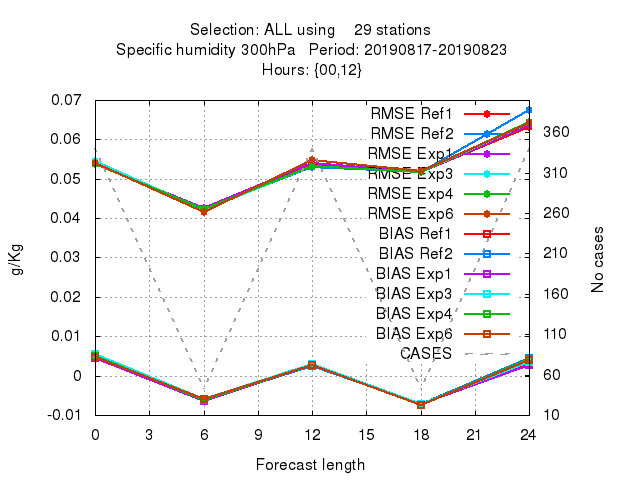 Selection: ALL using 29 stations
Specific humidity 300hPa Period: 20190817-20190823
Hours: {00,12}
0.07
0.06
0.05
0.04
0.03
0.02
0.01
0
-0.01
g/Kg
RMSE Ref1
RMSE Ref2
RMSE Exp1
RMSE Exp3
RMSE Exp4
RMSE Exp6
BIAS Ref1
BIAS Ref2
BIAS Exp1
BIAS Exp3
BIAS Exp4
BIAS Exp6
CASES
360
310
260
210
160
110
60
10
No cases
0 3 6 9 12 15 18 21 24
Forecast length